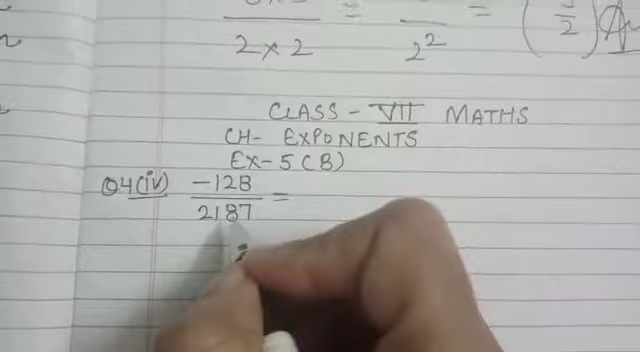 2 × 2
2²
=
CLASS - VII MATHS
CH- EXPONENTS
EX-5(B)
Q4(iv) -128 =
2187